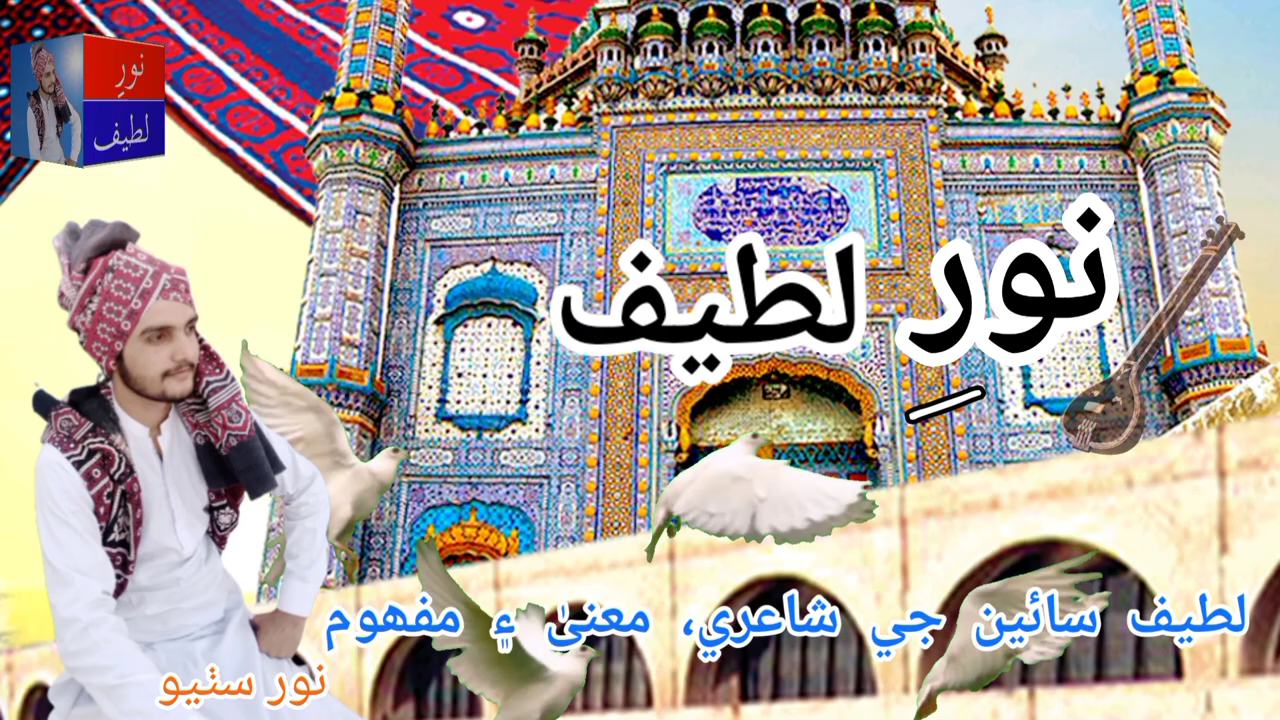 نورِ
لطيف
نورِ لطيف
لطيف سائين جي شاعري، معنيٰ ۽ مفهوم
نور سٿيو